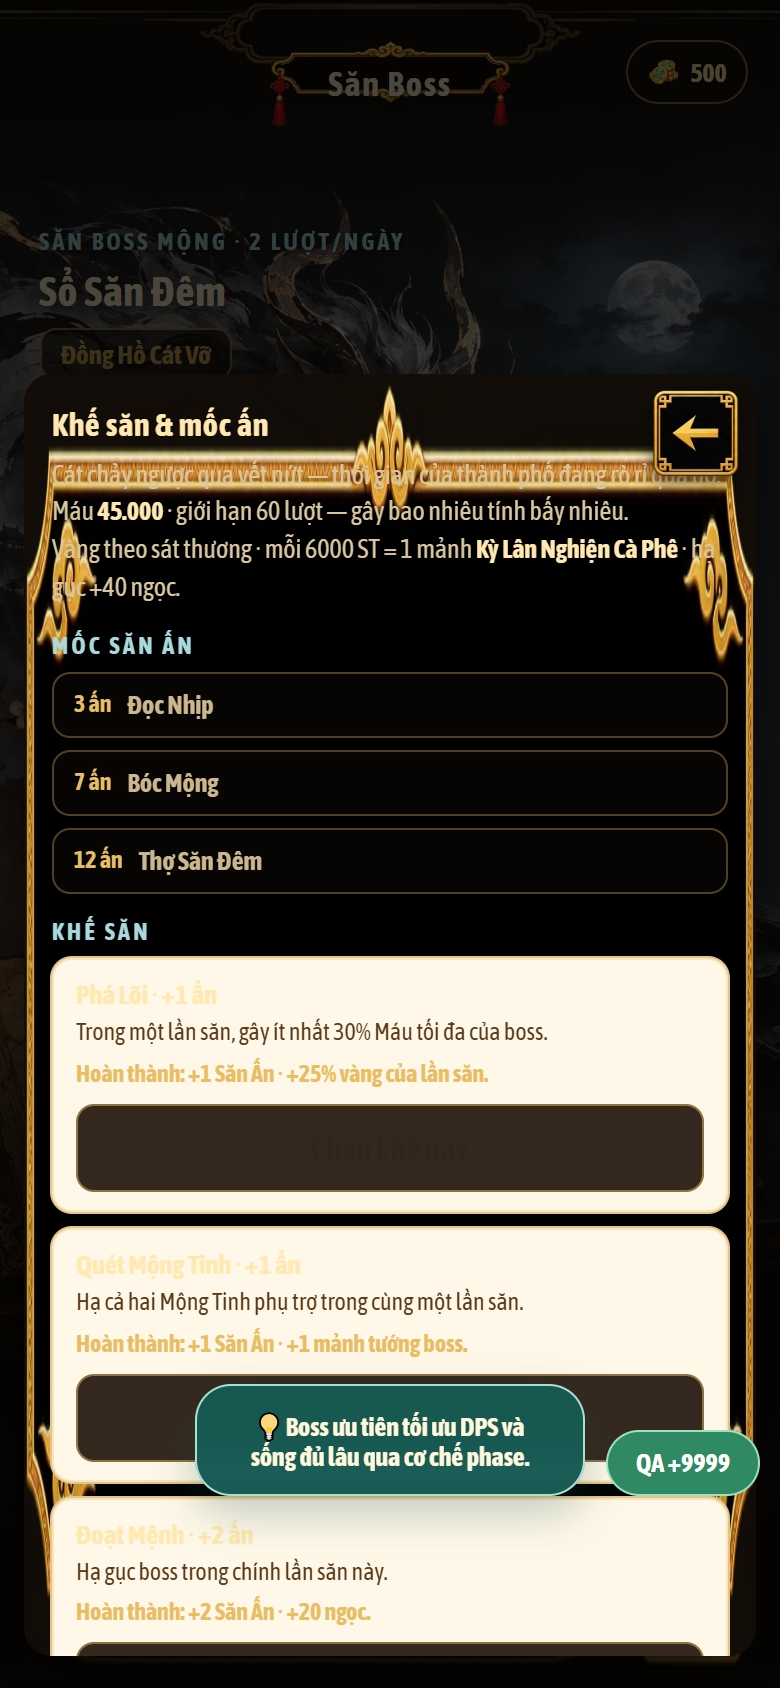 Săn Boss
500
SĂN BOSS MỘNG · 2 LƯỢT/NGÀY
Sổ Săn Đêm
Đồng Hồ Cát Vỡ
Khế săn & mốc ấn
Cát chảy ngược qua vết nứt — thời gian của thành phố đang rò rỉ qua nó.
Máu 45.000 · giới hạn 60 lượt — gây bao nhiêu tính bấy nhiêu.
Vàng theo sát thương · mỗi 6000 ST = 1 mảnh Kỳ Lân Nghiện Cà Phê · hạ
gục +40 ngọc.
MỐC SĂN ẤN
3 ấn Đọc Nhịp
7 ấn Bóc Mộng
12 ấn Thợ Săn Đêm
KHẾ SĂN
Phá Lõi · +1 ấn
Trong một lần săn, gây ít nhất 30% Máu tối đa của boss.
Hoàn thành: +1 Săn Ấn · +25% vàng của lần săn.
Chọn khế này
Quét Mộng Tinh · +1 ấn
Hạ cả hai Mộng Tinh phụ trợ trong cùng một lần săn.
Hoàn thành: +1 Săn Ấn · +1 mảnh tướng boss.
Boss ưu tiên tối ưu DPS và
sống đủ lâu qua cơ chế phase.
QA +9999
Đoạt Mệnh · +2 ấn
Hạ gục boss trong chính lần săn này.
Hoàn thành: +2 Săn Ấn · +20 ngọc.